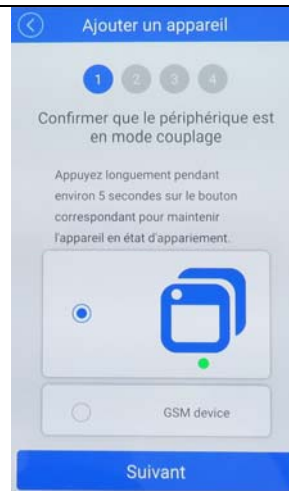 Ajouter un appareil
1 2 3 4
Confirmer que le périphérique est
en mode couplage
Appuyez longuement pendant
environ 5 secondes sur le bouton
correspondant pour maintenir
l'appareil en état d'appariement.
GSM device
Suivant